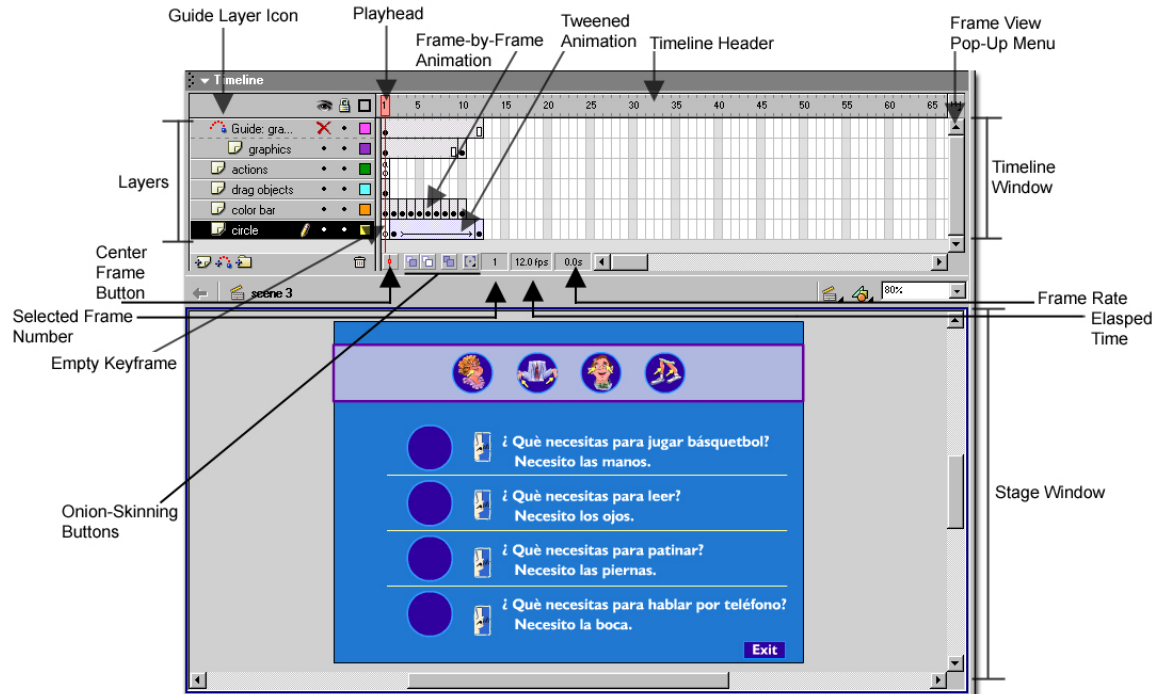 Guide Layer Icon
Playhead
Frame-by-Frame
Animation
Tweened
Animation
Timeline Header
Frame View
Pop-Up Menu
Timeline
1 5 10 15 20 25 30 35 40 45 50 55 60 65
Layers
Guide: gra...
graphics
actions
drag objects
color bar
circle
Timeline
Window
1 12.0 fps 0.0s
Center
Frame
Button
scene 3
80%
Selected Frame
Number
Frame Rate
Elasped
Time
Empty Keyframe
¿ Què necesitas para jugar básquetbol?
Necesito las manos.
¿ Què necesitas para leer?
Necesito los ojos.
¿ Què necesitas para patinar?
Necesito las piernas.
¿ Què necesitas para hablar por teléfono?
Necesito la boca.
Exit
Onion-Skinning
Buttons
Stage Window